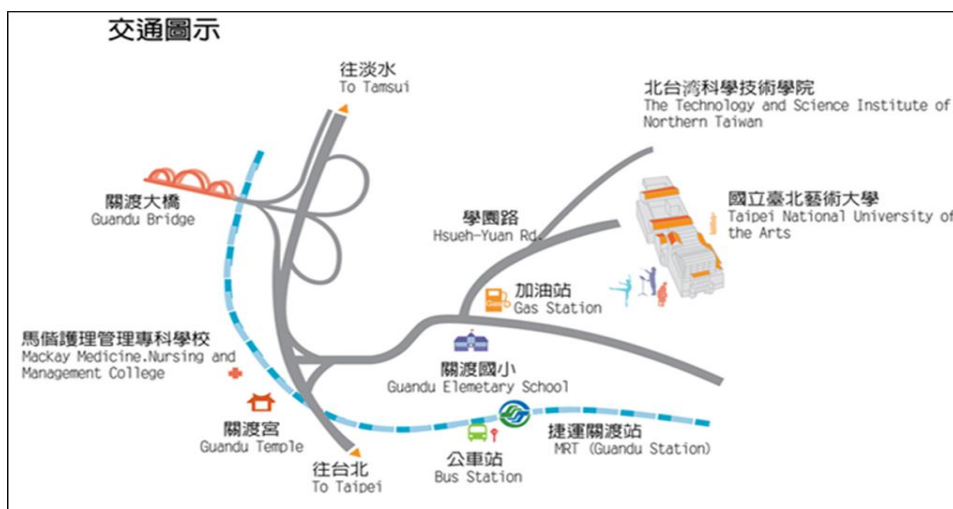 交通圖示
往淡水
To Tamsui
北台湾科學技術學院
The Technology and Science Institute of
Northern Taiwan
關渡大橋
Guandu Bridge
國立臺北藝術大學
Taipei National University of
the Arts
學園路
Hsueh-Yuan Rd.
加油站
Gas Station
Gas
馬偕護理管理專科學校
Mackay Medicine.Nursing and
Management College
關渡國小
Guandu Elemetary School
關渡宮
Guandu Temple
捷運關渡站
MRT (Guandu Station)
公車站
Bus Station
往台北
To Taipei